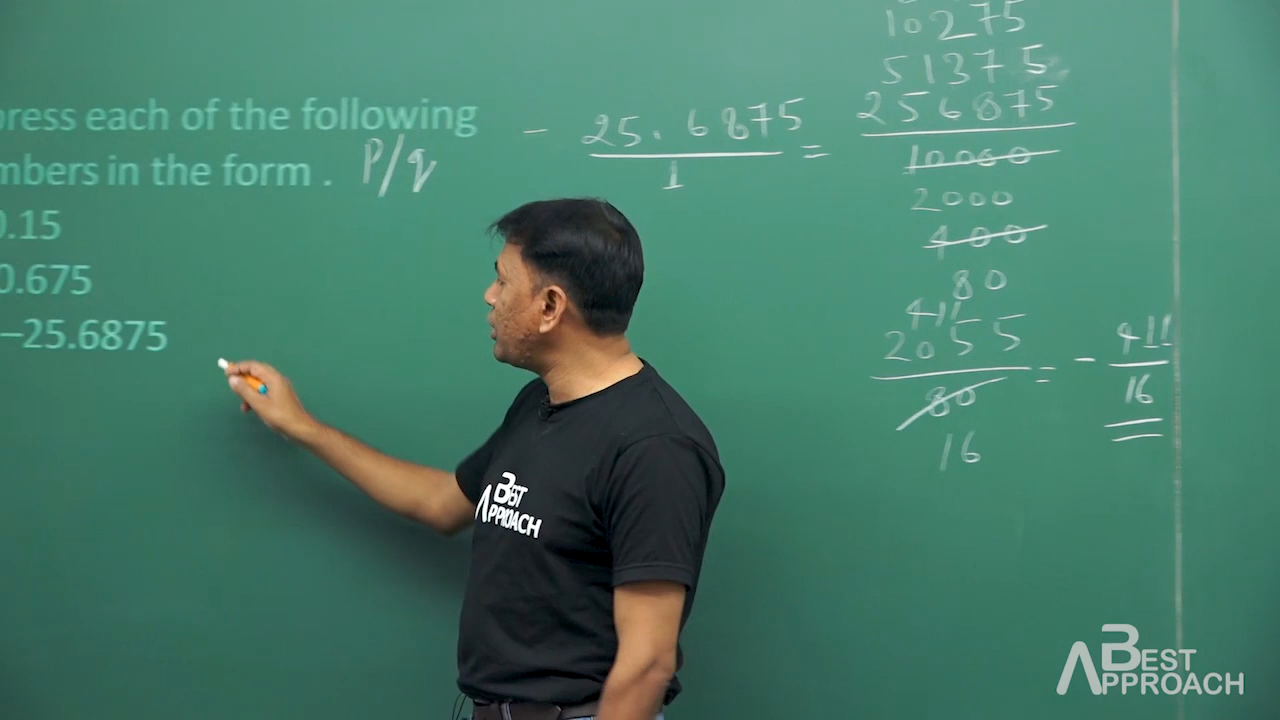 press each of the following
mbers in the form . P/q
0.15
0.675
–25.6875
– 25.6875 =
1
10275
51375
256875
10000
2000
400
80
411
2055 = – 411
80 16
16
BEST
APPROACH
BEST
APPROACH